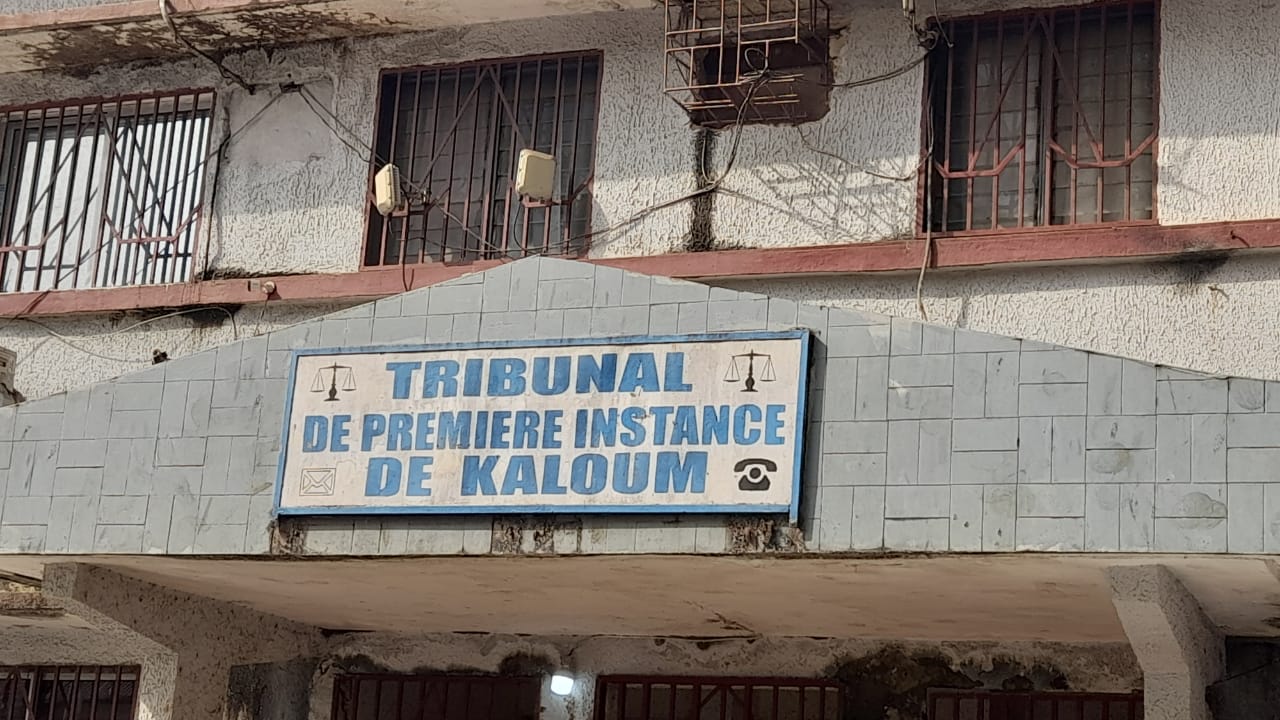 TRIBUNAL
DE PREMIERE INSTANCE
DE KALOUM